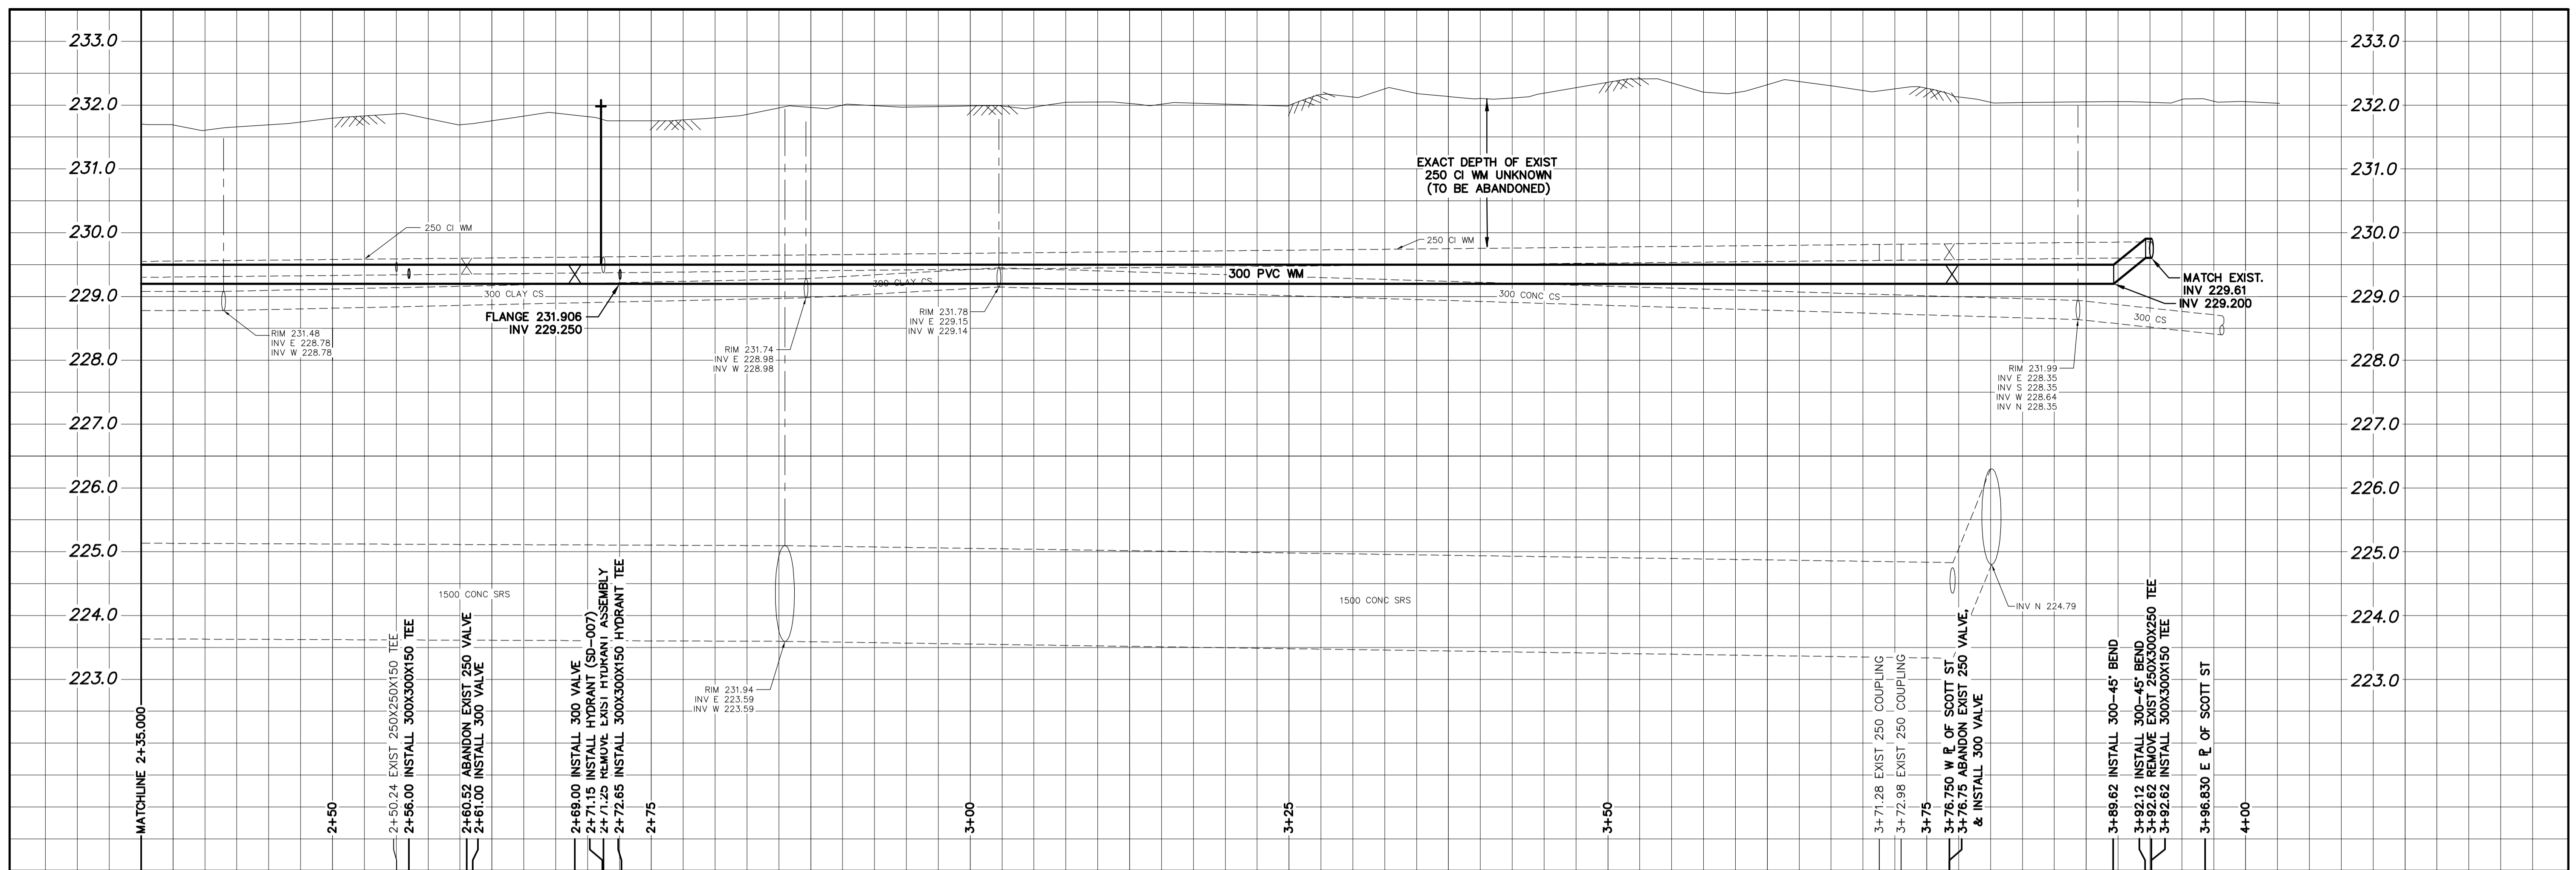 233.0
232.0
231.0
230.0
229.0
228.0
227.0
226.0
225.0
224.0
223.0
233.0
232.0
231.0
230.0
229.0
228.0
227.0
226.0
225.0
224.0
223.0
250 CI WM
300 CLAY CS
FLANGE 231.906
INV 229.250
RIM 231.48
INV E 228.78
INV W 228.78
300 CLAY CS
RIM 231.74
INV E 228.98
INV W 228.98
RIM 231.78
INV E 229.15
INV W 229.14
300 PVC WM
EXACT DEPTH OF EXIST
250 CI WM UNKNOWN
(TO BE ABANDONED)
250 CI WM
300 CONC CS
300 CS
MATCH EXIST.
INV 229.61
INV 229.200
RIM 231.99
INV E 228.35
INV S 228.35
INV W 228.64
INV N 228.35
1500 CONC SRS
1500 CONC SRS
INV N 224.79
RIM 231.94
INV E 223.59
INV W 223.59
MATCHLINE 2+35.000
2+50
2+50.24 EXIST 250X250X150 TEE
2+56.00 INSTALL 300X300X150 TEE
2+60.52 ABANDON EXIST 250 VALVE
2+61.00 INSTALL 300 VALVE
2+69.00 INSTALL 300 VALVE
2+71.15 INSTALL HYDRANT (SD-007)
2+71.25 REMOVE EXIST HYDRANT ASSEMBLY
2+72.65 INSTALL 300X300X150 HYDRANT TEE
2+75
3+00
3+25
3+50
3+71.28 EXIST 250 COUPLING
3+72.98 EXIST 250 COUPLING
3+75
3+76.750 W PL OF SCOTT ST
3+76.75 ABANDON EXIST 250 VALVE,
& INSTALL 300 VALVE
3+89.62 INSTALL 300-45° BEND
3+92.12 INSTALL 300-45° BEND
3+92.62 REMOVE EXIST 250X300X250 TEE
3+92.62 INSTALL 300X300X150 TEE
3+96.830 E PL OF SCOTT ST
4+00